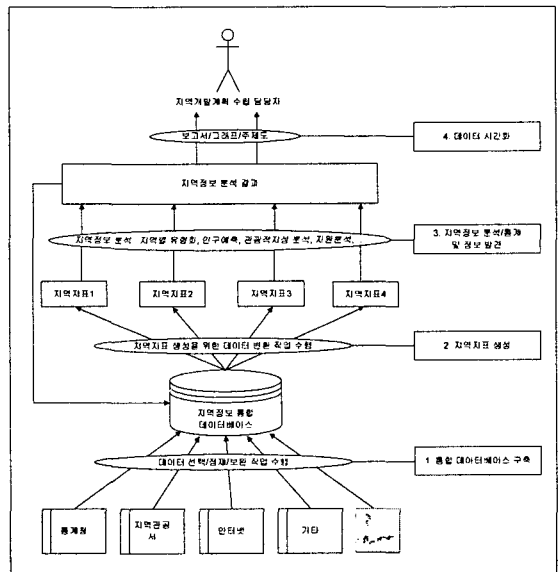 지역개발계획 수립 담당자
보고서/그래프/주제도
4. 데이터 시각화
지역정보 분석 결과
지역정보 분석 지역별 유형화, 인구예측, 관광적지성 분석, 자원분석,
3. 지역정보 분석/통계
및 정보 발견
지역지표1
지역지표2
지역지표3
지역지표4
지역지표 생성을 위한 데이터 변환 작업 수행
2 지역지표 생성
지역정보 통합
데이터베이스
데이터 선택/정제/보완 작업 수행
1 통합 데이터베이스 구축
통계청
지역관공
서
인터넷
기타